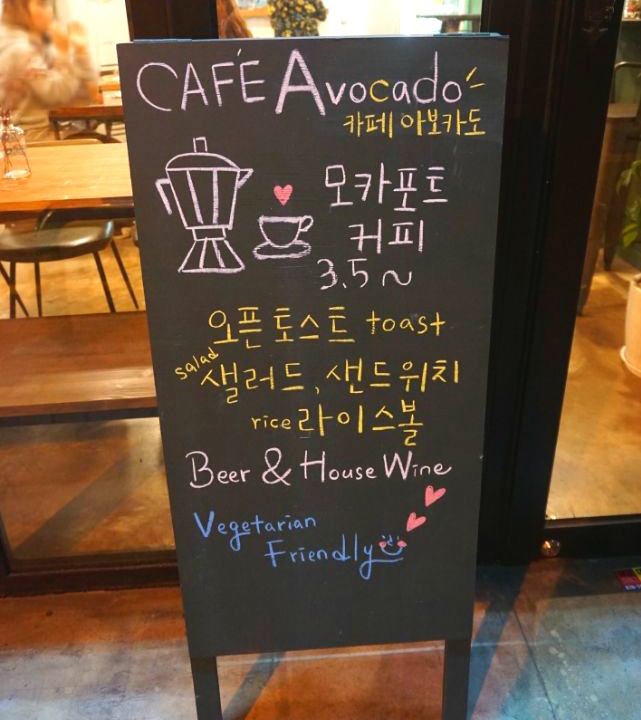 CAFÉ Avocado
카페 아보카도
모카포트
커피
3.5~
오픈토스트 toast
salad
샐러드, 샌드위치
rice 라이스볼
Beer & House Wine
Vegetarian
Friendly